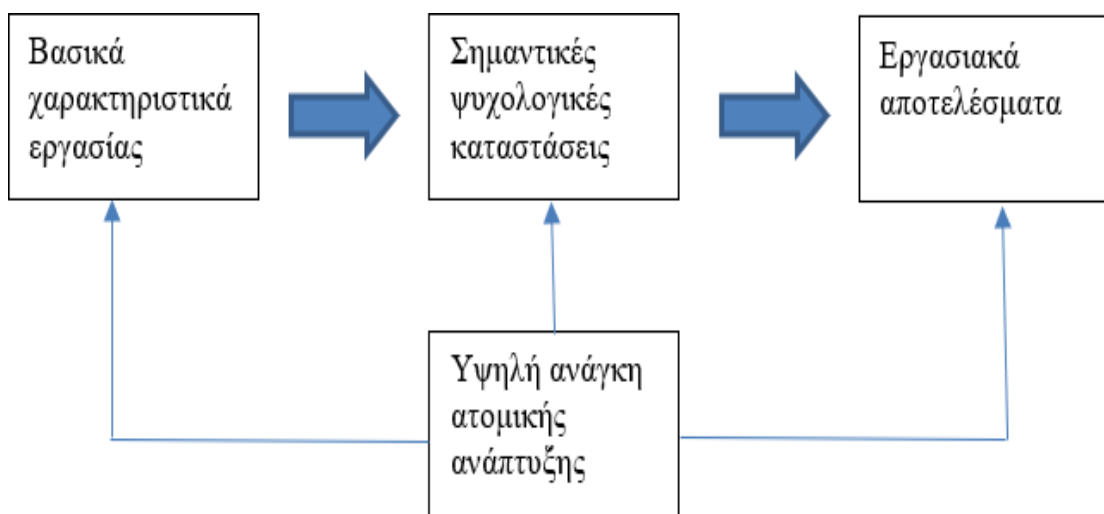 Βασικά
χαρακτηριστικά
εργασίας
Σημαντικές
ψυχολογικές
καταστάσεις
Εργασιακά
αποτελέσματα
Υψηλή ανάγκη
ατομικής
ανάπτυξης